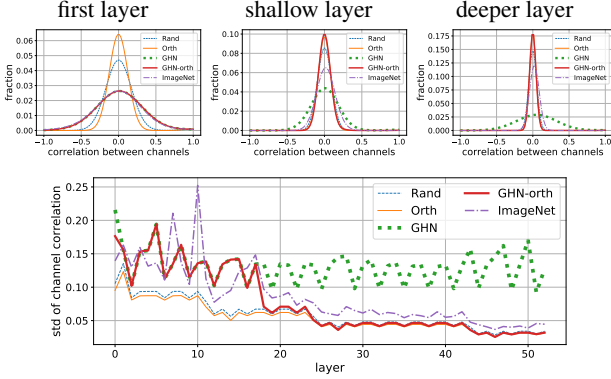 first layer
shallow layer
deeper layer
0.06
0.05
0.04
0.03
0.02
0.01
0.00
fraction
Rand
Orth
GHN
GHN-orth
ImageNet
−1.0 −0.5 0.0 0.5 1.0
correlation between channels
0.10
0.08
0.06
0.04
0.02
0.00
fraction
Rand
Orth
GHN
GHN-orth
ImageNet
−1.0 −0.5 0.0 0.5 1.0
correlation between channels
0.175
0.150
0.125
0.100
0.075
0.050
0.025
0.000
fraction
Rand
Orth
GHN
GHN-orth
ImageNet
−1.0 −0.5 0.0 0.5 1.0
correlation between channels
0.25
0.20
0.15
0.10
0.05
std of channel correlation
Rand
Orth
GHN
GHN-orth
ImageNet
0 10 20 30 40 50
layer